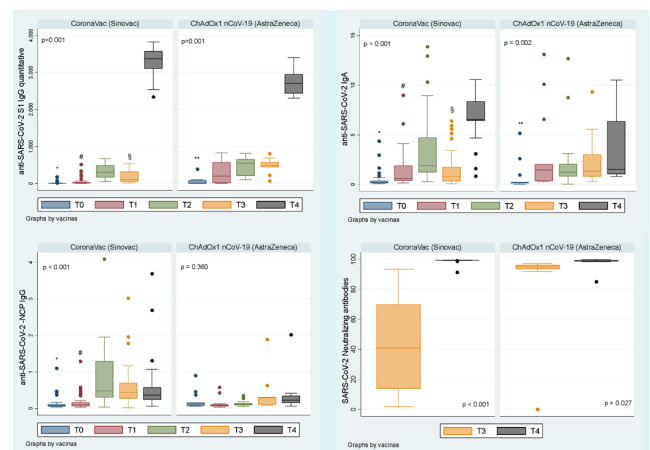 CoronaVac (Sinovac)
ChAdOx1 nCoV-19 (AstraZeneca)
anti-SARS-CoV-2 S1 IgG quantitative
4.000
3.000
2.000
1.000
0
p<0.001
p=0.001
*
#
§
**
T0 T1 T2 T3 T4
Graphs by vacinas
CoronaVac (Sinovac)
ChAdOx1 nCoV-19 (AstraZeneca)
anti-SARS-CoV-2 IgA
15
10
5
0
p < 0.001
p = 0.002
*
#
§
**
T0 T1 T2 T3 T4
Graphs by vacinas
CoronaVac (Sinovac)
ChAdOx1 nCoV-19 (AstraZeneca)
anti-SARS-CoV-2 -NCP IgG
4
3
2
1
0
p < 0.001
p = 0.360
*
#
T0 T1 T2 T3 T4
Graphs by vacinas
CoronaVac (Sinovac)
ChAdOx1 nCoV-19 (AstraZeneca)
SARS-CoV-2 Neutralizing antibodies
100
80
60
40
20
0
p < 0.001
p = 0.027
T3 T4
Graphs by vacinas